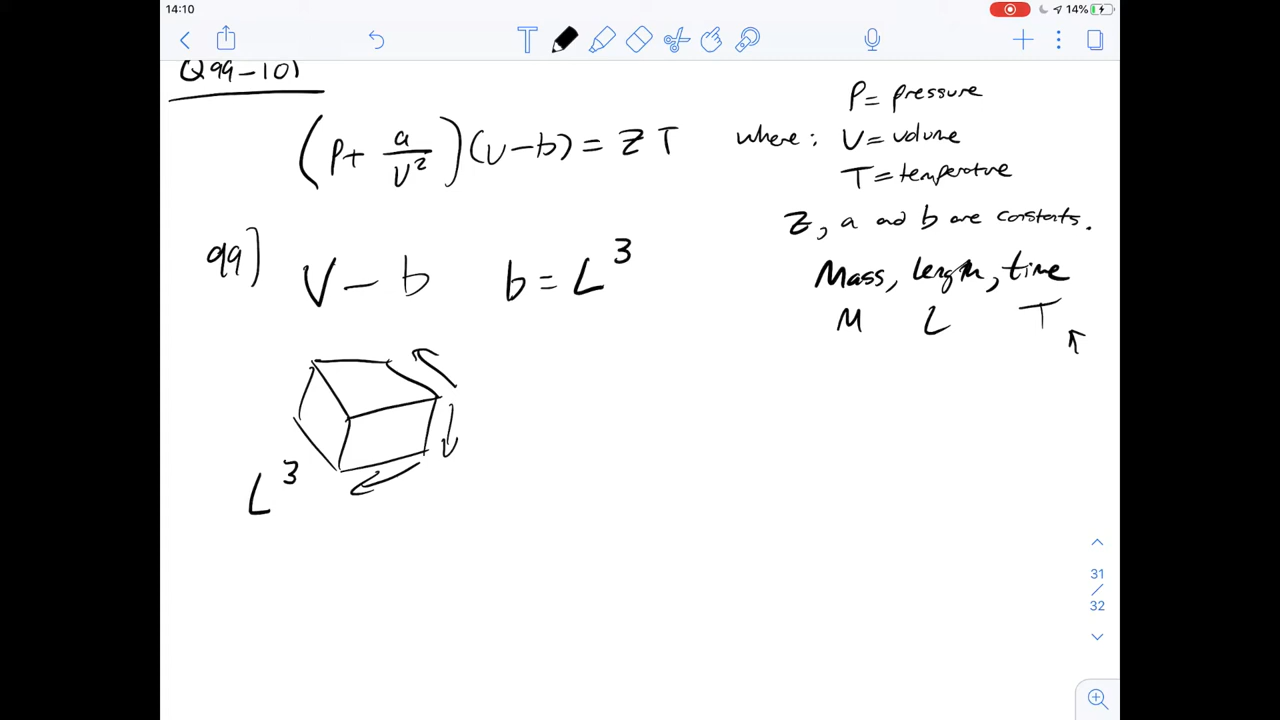 14:10
14%
T
Q99-101
P = pressure
(P + a/V²)(V-b) = ZT
where: V = volume
T = temperature
Z, a and b are constants.
99) V - b b = L³
Mass, length, time
M L T
L³
31
/
32